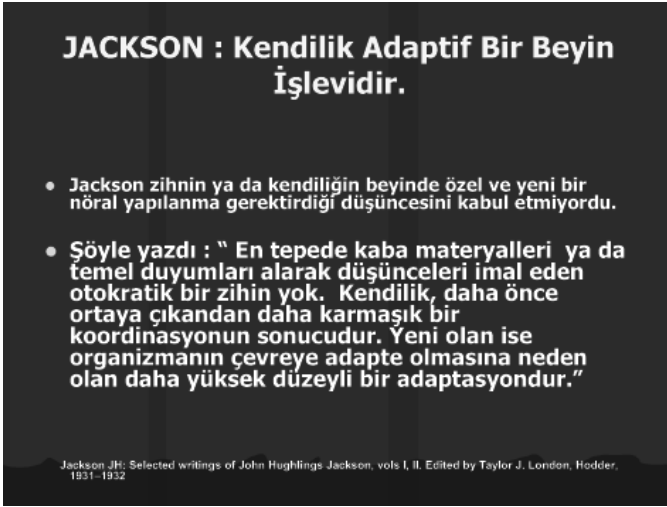 JACKSON : Kendilik Adaptif Bir Beyin
İşlevidir.
● Jackson zihnin ya da kendiliğin beyinde özel ve yeni bir
nöral yapılanma gerektirdiği düşüncesini kabul etmiyordu.
● Şöyle yazdı : “ En tepede kaba materyalleri ya da
temel duyumları alarak düşünceleri imal eden
otokratik bir zihin yok. Kendilik, daha önce
ortaya çıkandan daha karmaşık bir
koordinasyonun sonucudur. Yeni olan ise
organizmanın çevreye adapte olmasına neden
olan daha yüksek düzeyli bir adaptasyondur.”
Jackson JH: Selected writings of John Hughlings Jackson, vols I, II. Edited by Taylor J. London, Hodder,
1931–1932